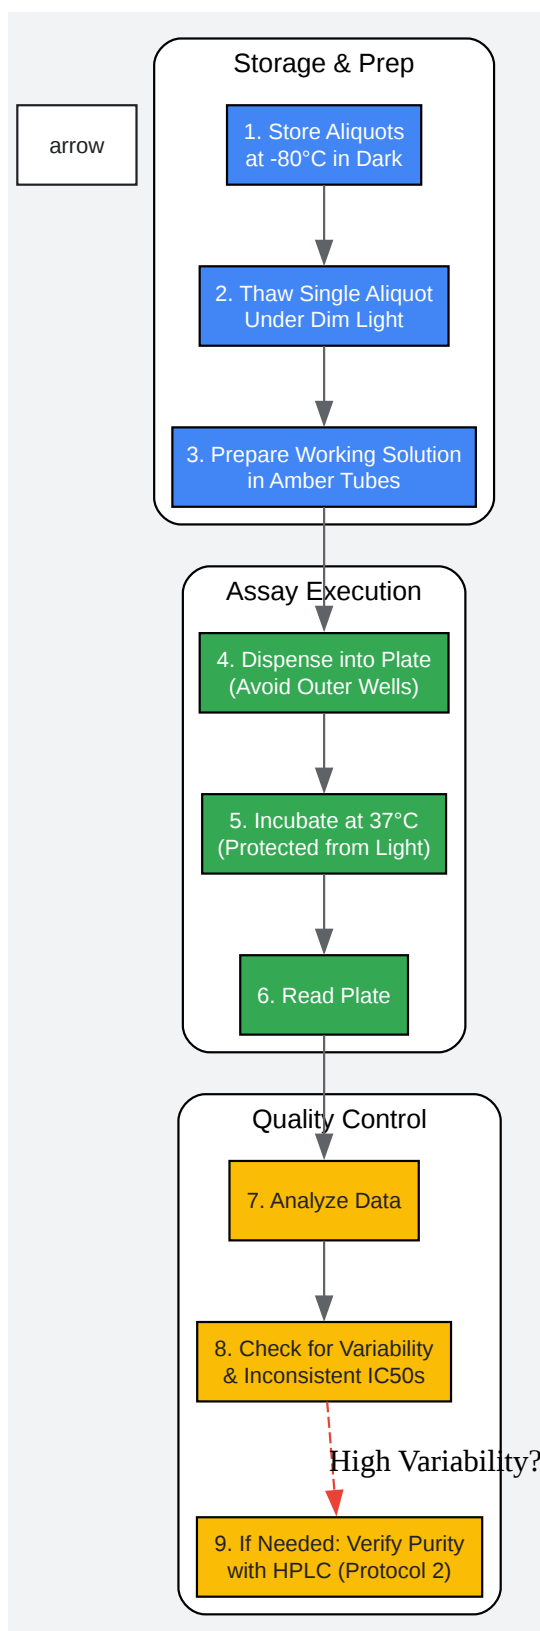 Storage & Prep
arrow
1. Store Aliquots
at -80°C in Dark
2. Thaw Single Aliquot
Under Dim Light
3. Prepare Working Solution
in Amber Tubes
Assay Execution
4. Dispense into Plate
(Avoid Outer Wells)
5. Incubate at 37°C
(Protected from Light)
6. Read Plate
Quality Control
7. Analyze Data
8. Check for Variability
& Inconsistent IC50s
High Variability?
9. If Needed: Verify Purity
with HPLC (Protocol 2)